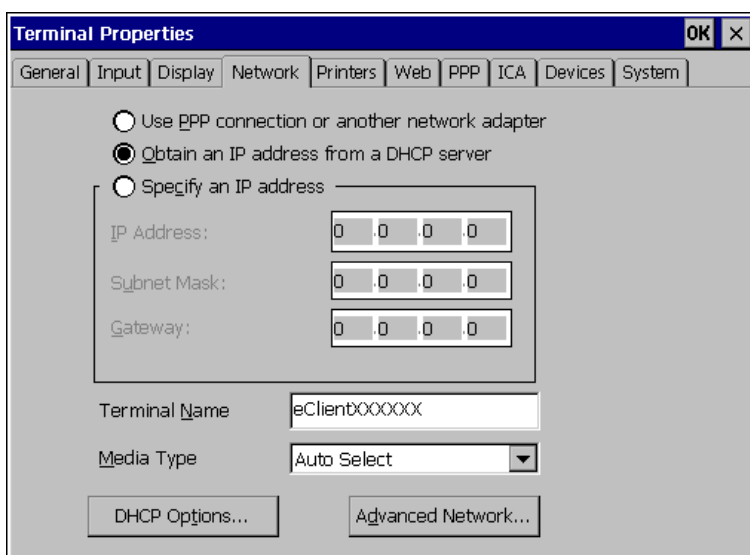 Terminal Properties OK ×
General Input Display Network Printers Web PPP ICA Devices System
Use PPP connection or another network adapter
Obtain an IP address from a DHCP server
Specify an IP address
IP Address: 0 .0 .0 .0
Subnet Mask: 0 .0 .0 .0
Gateway: 0 .0 .0 .0
Terminal Name eClientXXXXXX
Media Type Auto Select
DHCP Options... Advanced Network...